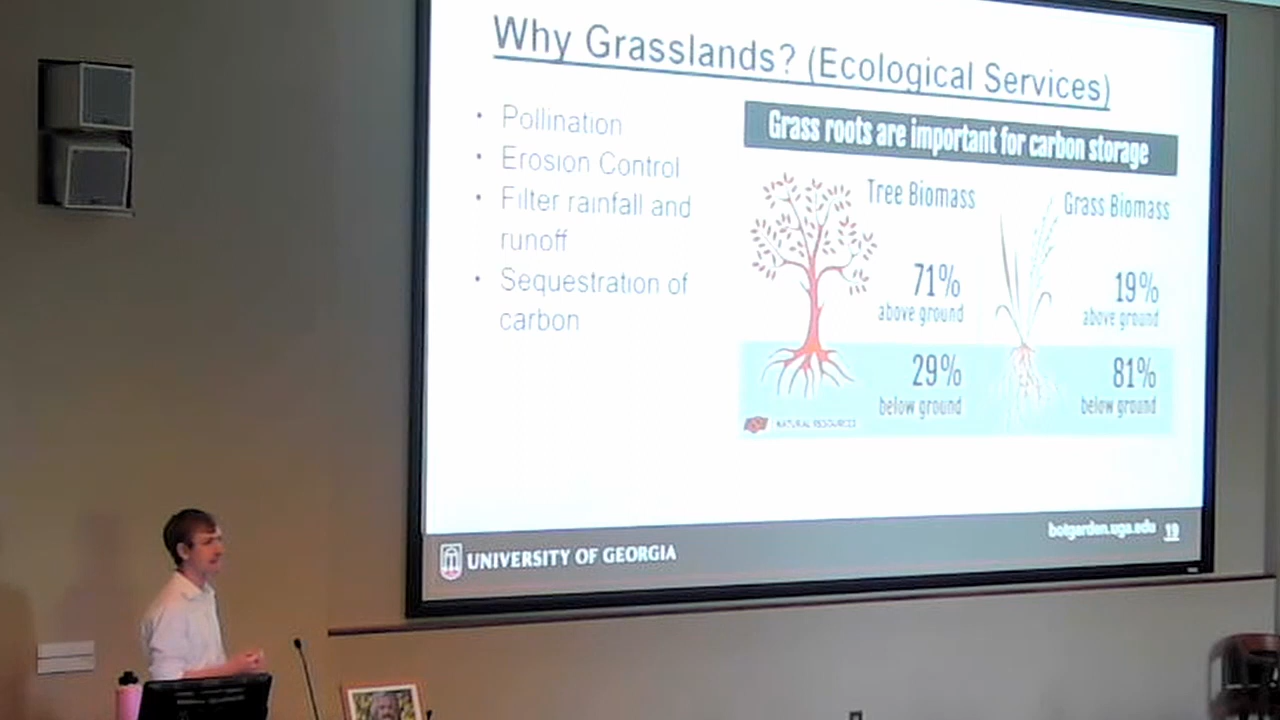 Why Grasslands? (Ecological Services)
• Pollination
• Erosion Control
• Filter rainfall and
runoff
• Sequestration of
carbon
Grass roots are important for carbon storage
Tree Biomass
71%
above ground
29%
below ground
Grass Biomass
19%
above ground
81%
below ground
NATURAL RESOURCES
UNIVERSITY OF GEORGIA
botgarden.uga.edu 19